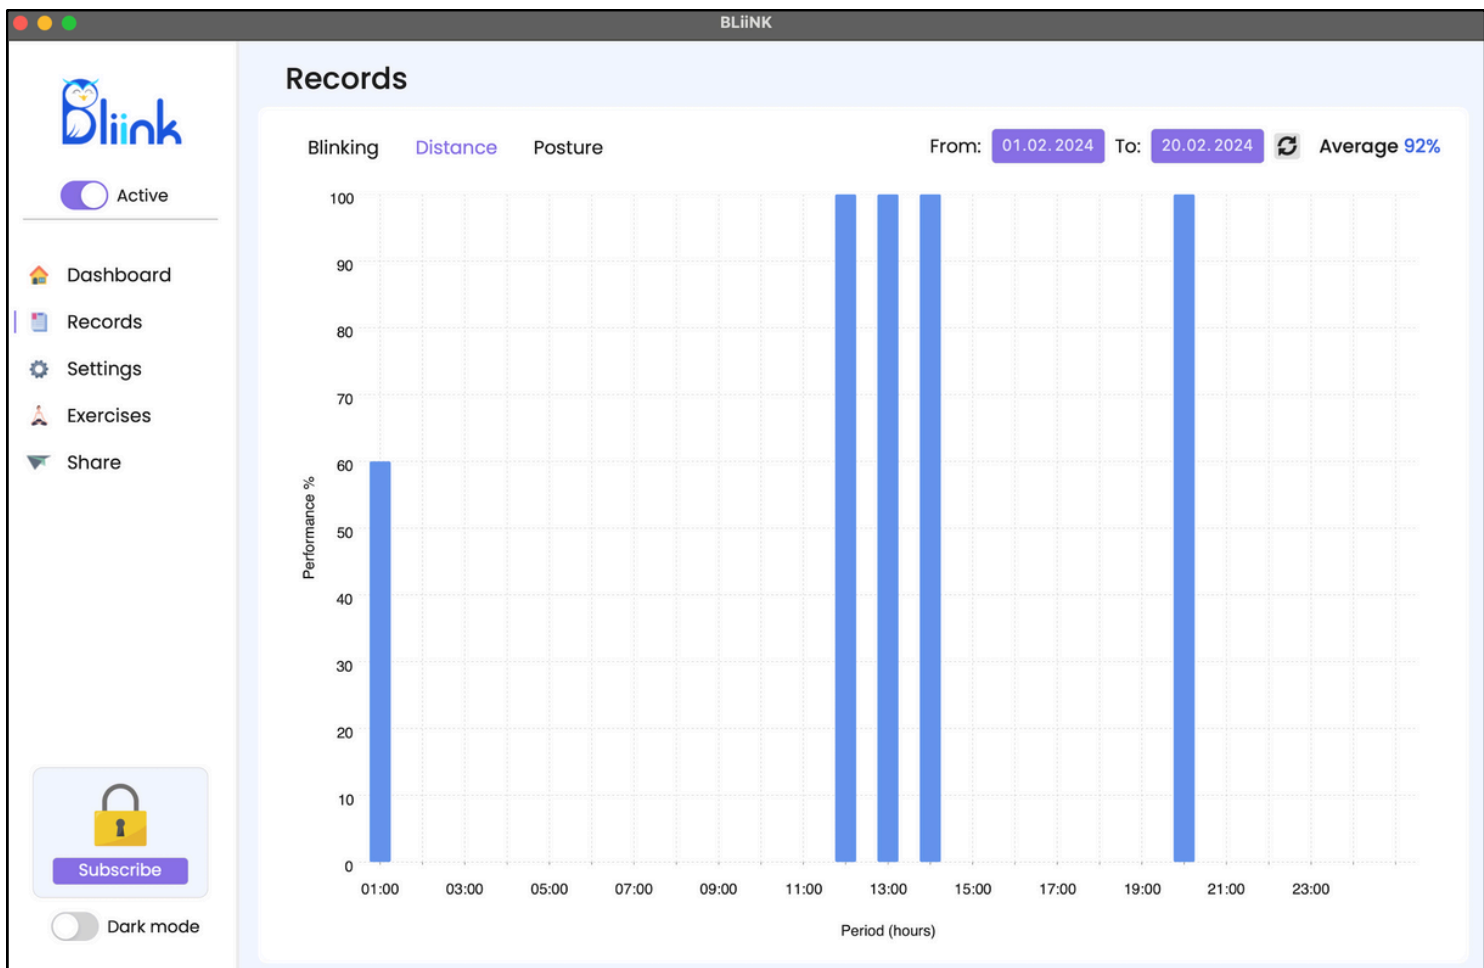 BLiiNK
Bliink
Active
Dashboard
Records
Settings
Exercises
Share
Subscribe
Dark mode
Records
Blinking Distance Posture From: 01.02.2024 To: 20.02.2024 Average 92%
100
90
80
70
60
50
40
30
20
10
0
Performance %
01:00 03:00 05:00 07:00 09:00 11:00 13:00 15:00 17:00 19:00 21:00 23:00
Period (hours)